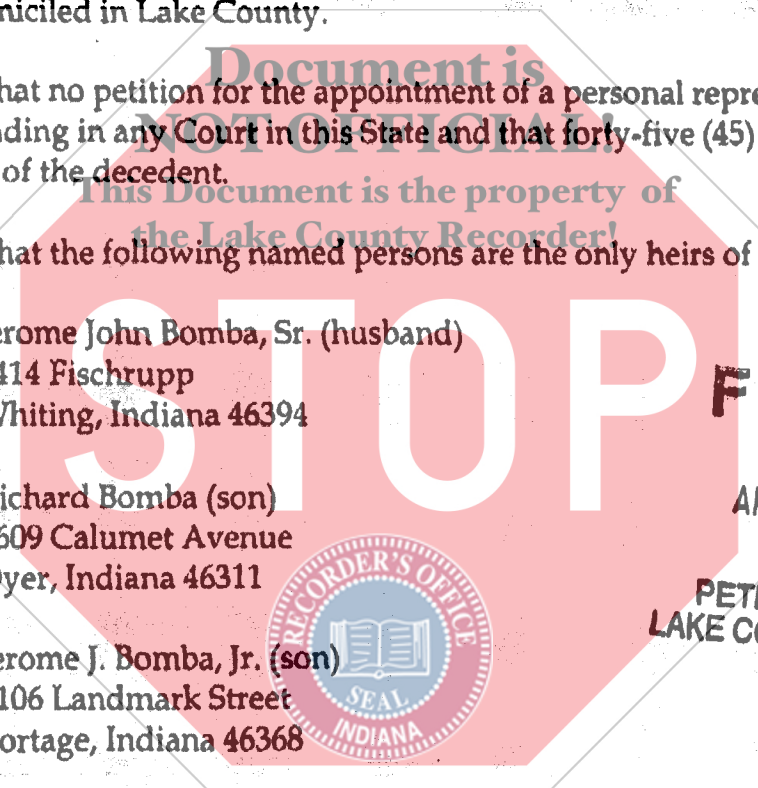 niciled in Lake County.
Document is
hat no petition for the appointment of a personal repre
NOT OFFICIAL!
ding in any Court in this State and that forty-five (45)
of the decedent.
This Document is the property of
the Lake County Recorder!
hat the following named persons are the only heirs of
erome John Bomba, Sr. (husband)
414 Fischrupp
Whiting, Indiana 46394
F
STOP
ichard Bomba (son)
609 Calumet Avenue
yer, Indiana 46311
RECORDER'S OFFICE
SEAL
INDIANA
PET
LAKE CO
erome J. Bomba, Jr. (son)
106 Landmark Street
ortage, Indiana 46368